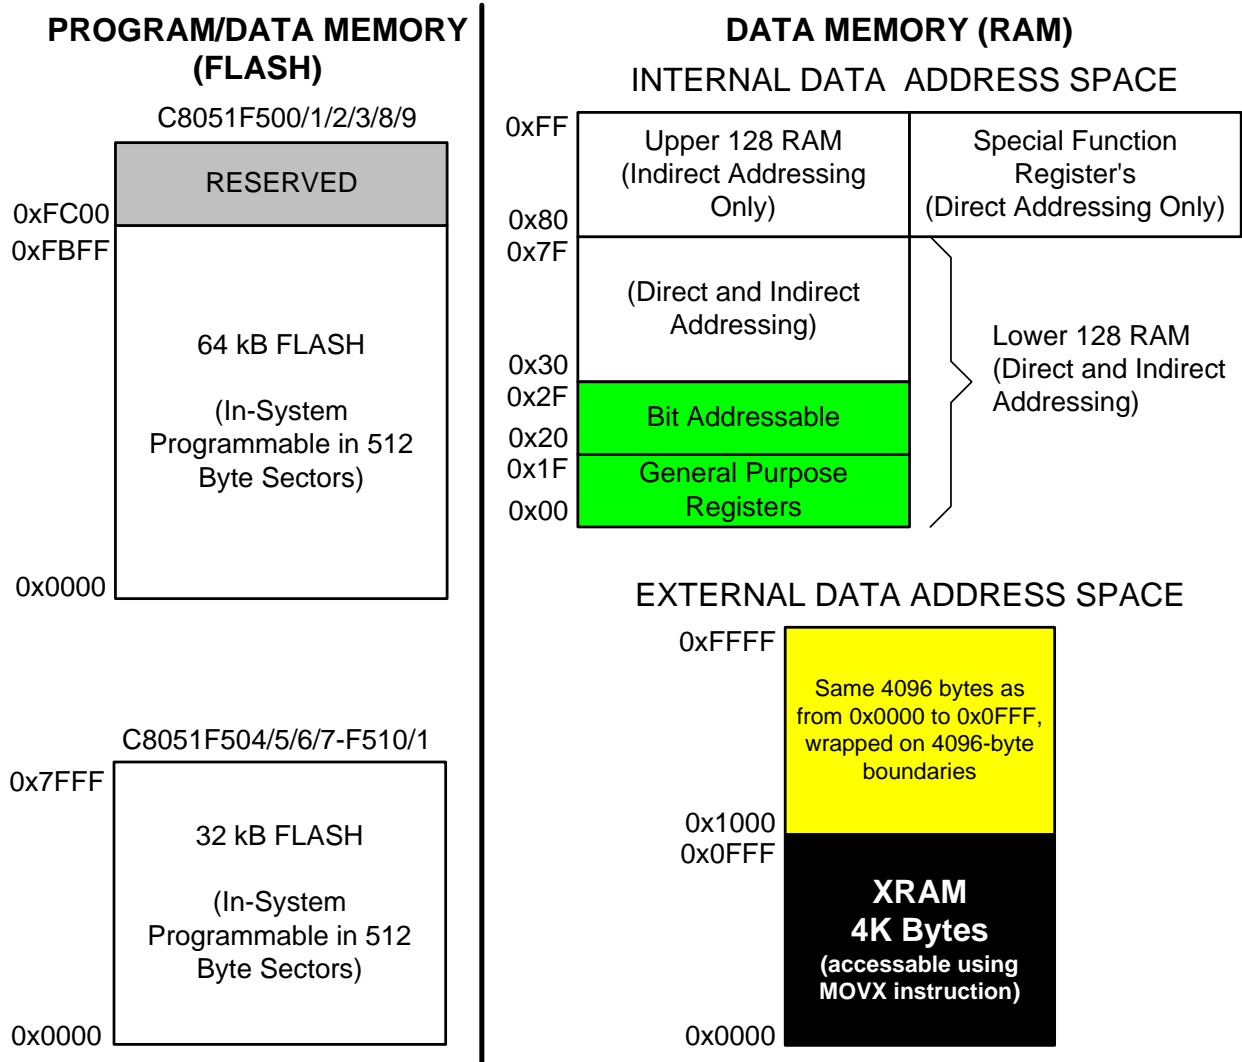 PROGRAM/DATA MEMORY
(FLASH)
C8051F500/1/2/3/8/9
RESERVED
0xFC00
0xFBFF
64 kB FLASH
(In-System
Programmable in 512
Byte Sectors)
0x0000
C8051F504/5/6/7-F510/1
0x7FFF
32 kB FLASH
(In-System
Programmable in 512
Byte Sectors)
0x0000
DATA MEMORY (RAM)
INTERNAL DATA ADDRESS SPACE
0xFF
Upper 128 RAM
(Indirect Addressing
Only)
0x80
Special Function
Register's
(Direct Addressing Only)
0x7F
(Direct and Indirect
Addressing)
0x30
0x2F
Bit Addressable
0x20
0x1F
General Purpose
Registers
0x00
Lower 128 RAM
(Direct and Indirect
Addressing)
EXTERNAL DATA ADDRESS SPACE
0xFFFF
Same 4096 bytes as
from 0x0000 to 0x0FFF,
wrapped on 4096-byte
boundaries
0x1000
0x0FFF
XRAM
4K Bytes
(accessable using
MOVX instruction)
0x0000